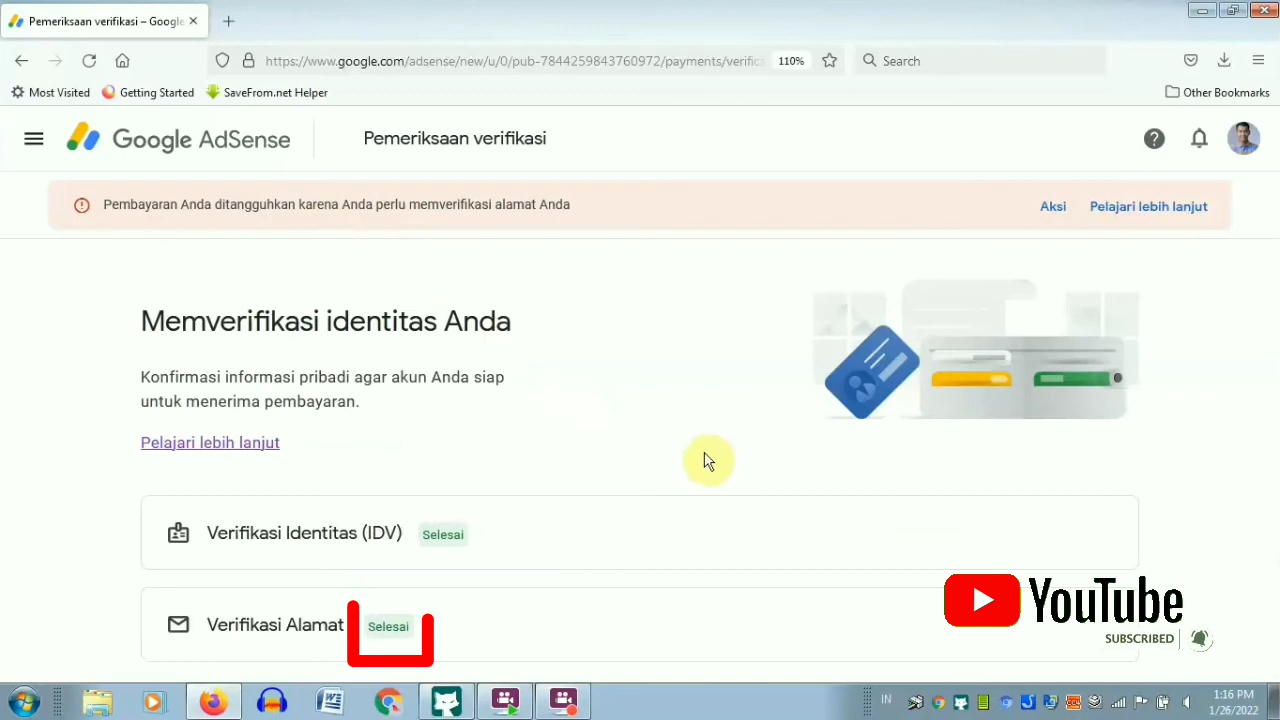 Pemeriksaan verifikasi – Google
https://www.google.com/adsense/new/u/0/pub-7844259843760972/payments/verific
110%
Search
Most Visited
Getting Started
SaveFrom.net Helper
Other Bookmarks
Google AdSense
Pemeriksaan verifikasi
Pembayaran Anda ditangguhkan karena Anda perlu memverifikasi alamat Anda
Aksi
Pelajari lebih lanjut
Memverifikasi identitas Anda
Konfirmasi informasi pribadi agar akun Anda siap
untuk menerima pembayaran.
Pelajari lebih lanjut
Verifikasi Identitas (IDV)
Selesai
Verifikasi Alamat
Selesai
YouTube
SUBSCRIBED
IN
1:16 PM
1/26/2022